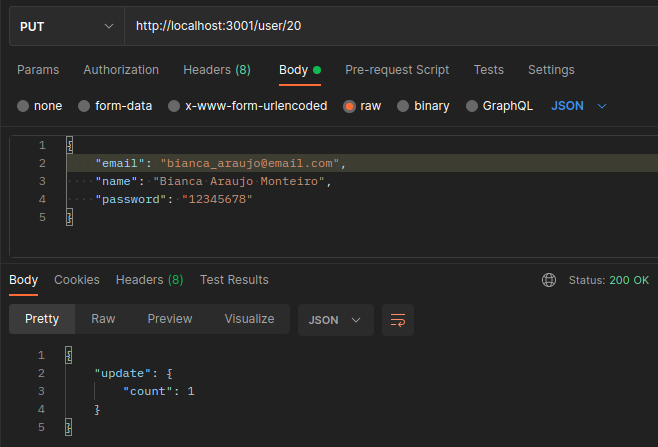 PUT http://localhost:3001/user/20
Params Authorization Headers (8) Body Pre-request Script Tests Settings
none form-data x-www-form-urlencoded raw binary GraphQL JSON
1 {
2 "email": "bianca_araujo@email.com",
3 "name": "Bianca Araujo Monteiro",
4 "password": "12345678"
5 }
Body Cookies Headers (8) Test Results Status: 200 OK
Pretty Raw Preview Visualize JSON
1 {
2 "update": {
3 "count": 1
4 }
5 }